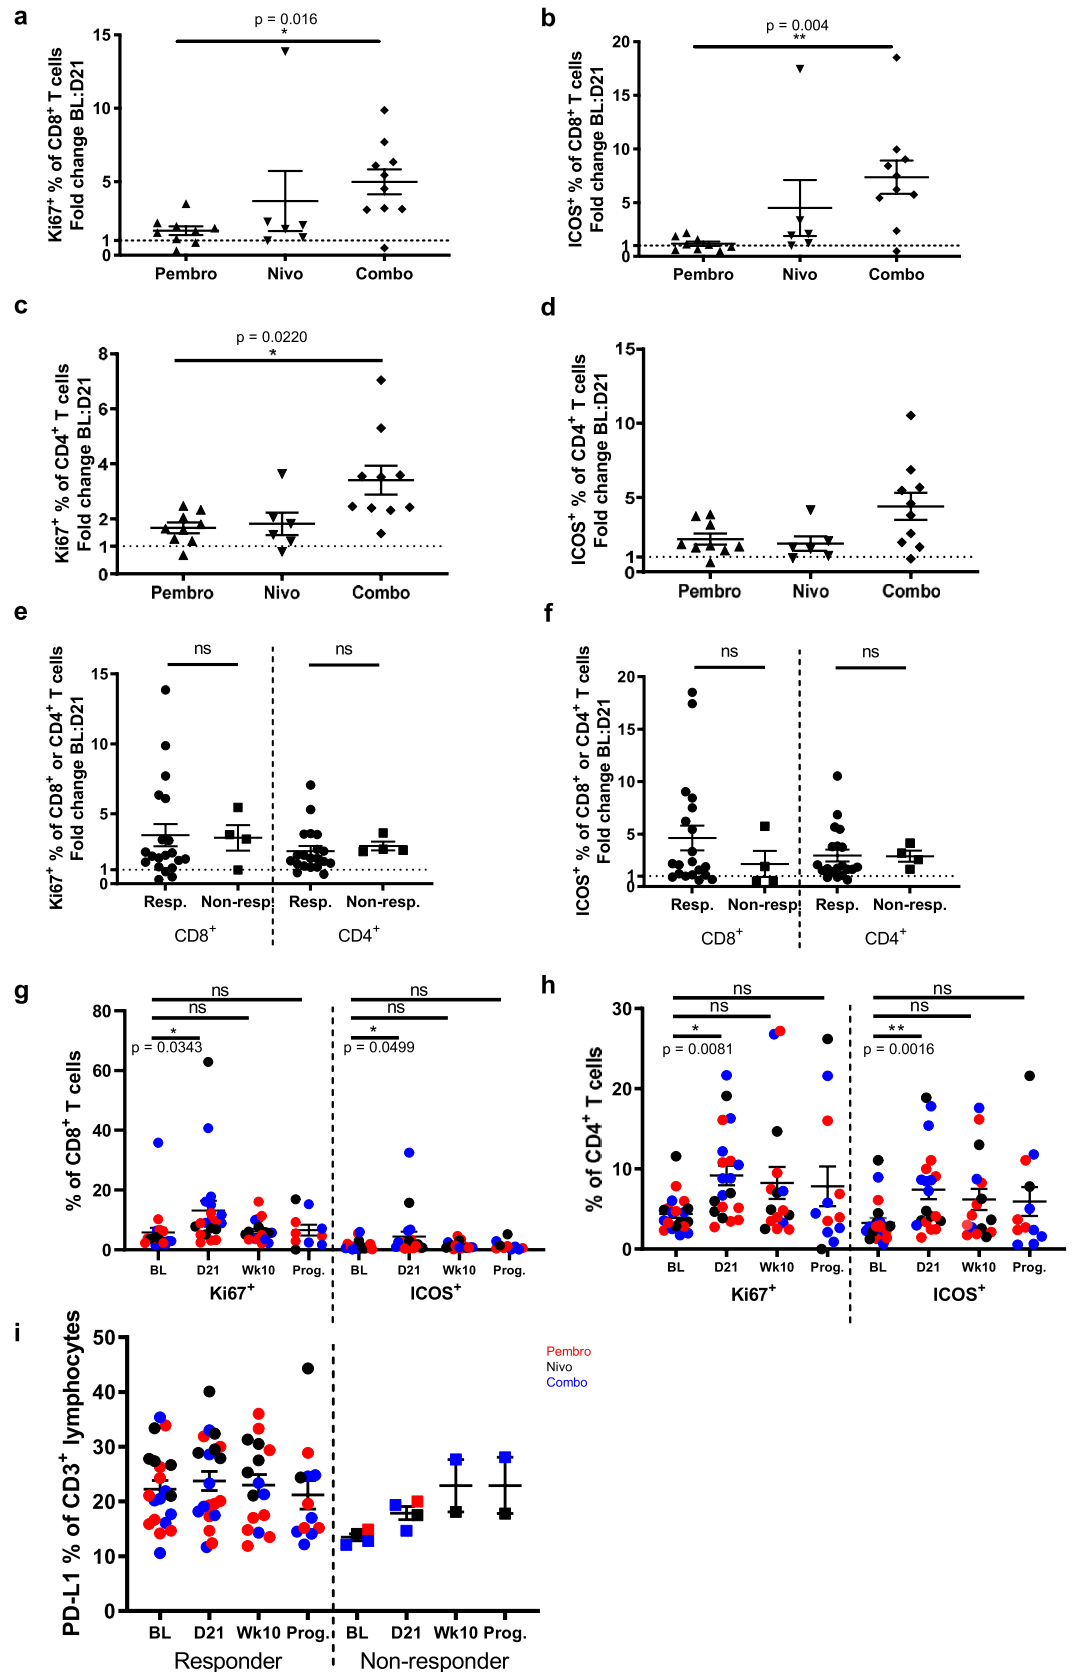 a
p = 0.016
*
Ki67+ % of CD8+ T cells
Fold change BL:D21
15
10
5
1
0
Pembro Nivo Combo
b
p = 0.004
**
ICOS+ % of CD8+ T cells
Fold change BL:D21
20
15
10
5
1
0
Pembro Nivo Combo
c
p = 0.0220
*
Ki67+ % of CD4+ T cells
Fold change BL:D21
8
6
4
2
1
0
Pembro Nivo Combo
d
ICOS+ % of CD4+ T cells
Fold change BL:D21
15
10
5
1
0
Pembro Nivo Combo
e
ns ns
Ki67+ % of CD8+ or CD4+ T cells
Fold change BL:D21
15
10
5
1
0
Resp. Non-resp. Resp. Non-resp.
CD8+ CD4+
f
ns ns
ICOS+ % of CD8+ or CD4+ T cells
Fold change BL:D21
20
15
10
5
1
0
Resp. Non-resp. Resp. Non-resp.
CD8+ CD4+
g
ns ns
ns ns
* *
p = 0.0343 p = 0.0499
% of CD8+ T cells
80
60
40
20
0
BL D21 Wk10 Prog. BL D21 Wk10 Prog.
Ki67+ ICOS+
h
ns ns
ns ns
* **
p = 0.0081 p = 0.0016
% of CD4+ T cells
30
20
10
0
BL D21 Wk10 Prog. BL D21 Wk10 Prog.
Ki67+ ICOS+
i
PD-L1 % of CD3+ lymphocytes
50
40
30
20
10
0
BL D21 Wk10 Prog. BL D21 Wk10 Prog.
Responder Non-responder
Pembro
Nivo
Combo